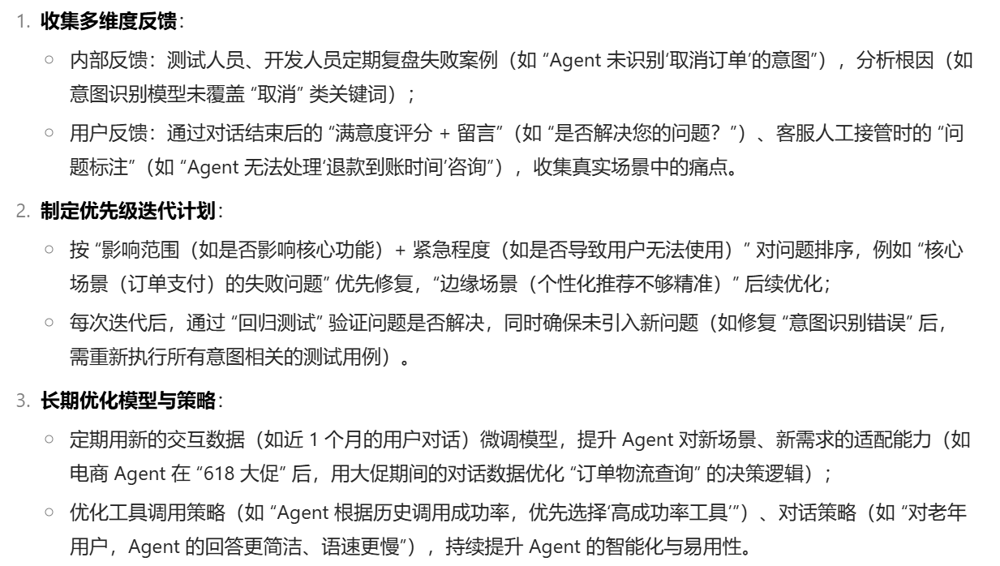 1. 收集多维度反馈：
○ 内部反馈：测试人员、开发人员定期复盘失败案例（如 “Agent 未识别‘取消订单’的意图”），分析根因（如
意图识别模型未覆盖 “取消” 类关键词）；
○ 用户反馈：通过对话结束后的 “满意度评分 + 留言”（如 “是否解决您的问题？”）、客服人工接管时的 “问
题标注”（如 “Agent 无法处理‘退款到账时间’咨询”），收集真实场景中的痛点。
2. 制定优先级迭代计划：
○ 按 “影响范围（如是否影响核心功能）+ 紧急程度（如是否导致用户无法使用）” 对问题排序，例如 “核心
场景（订单支付）的失败问题” 优先修复，“边缘场景（个性化推荐不够精准）” 后续优化；
○ 每次迭代后，通过 “回归测试” 验证问题是否解决，同时确保未引入新问题（如修复 “意图识别错误” 后，
需重新执行所有意图相关的测试用例）。
3. 长期优化模型与策略：
○ 定期用新的交互数据（如近 1 个月的用户对话）微调模型，提升 Agent 对新场景、新需求的适配能力（如
电商 Agent 在 “618 大促” 后，用大促期间的对话数据优化 “订单物流查询” 的决策逻辑）；
○ 优化工具调用策略（如 “Agent 根据历史调用成功率，优先选择‘高成功率工具’”）、对话策略（如 “对老年
用户，Agent 的回答更简洁、语速更慢”），持续提升 Agent 的智能化与易用性。